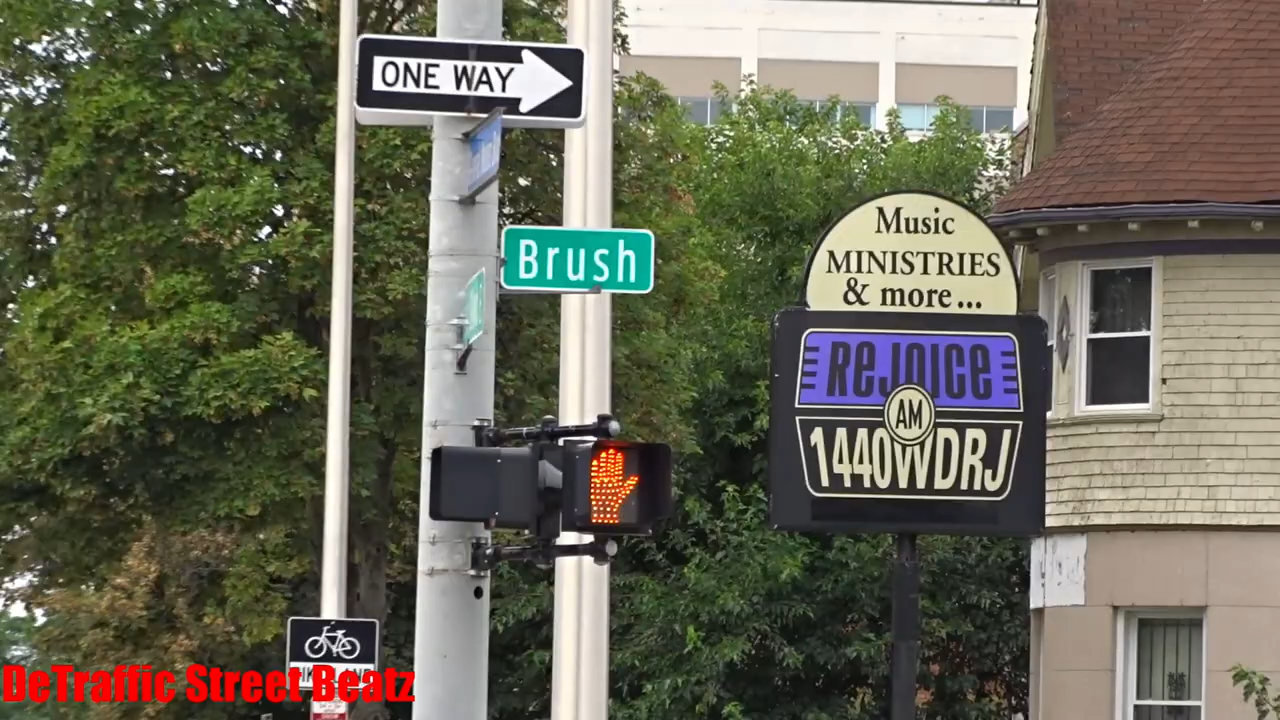 ONE WAY
Brush
Music
MINISTRIES
& more...
REJOICE
AM
1440WDRJ
DeTraffic Street Beatz